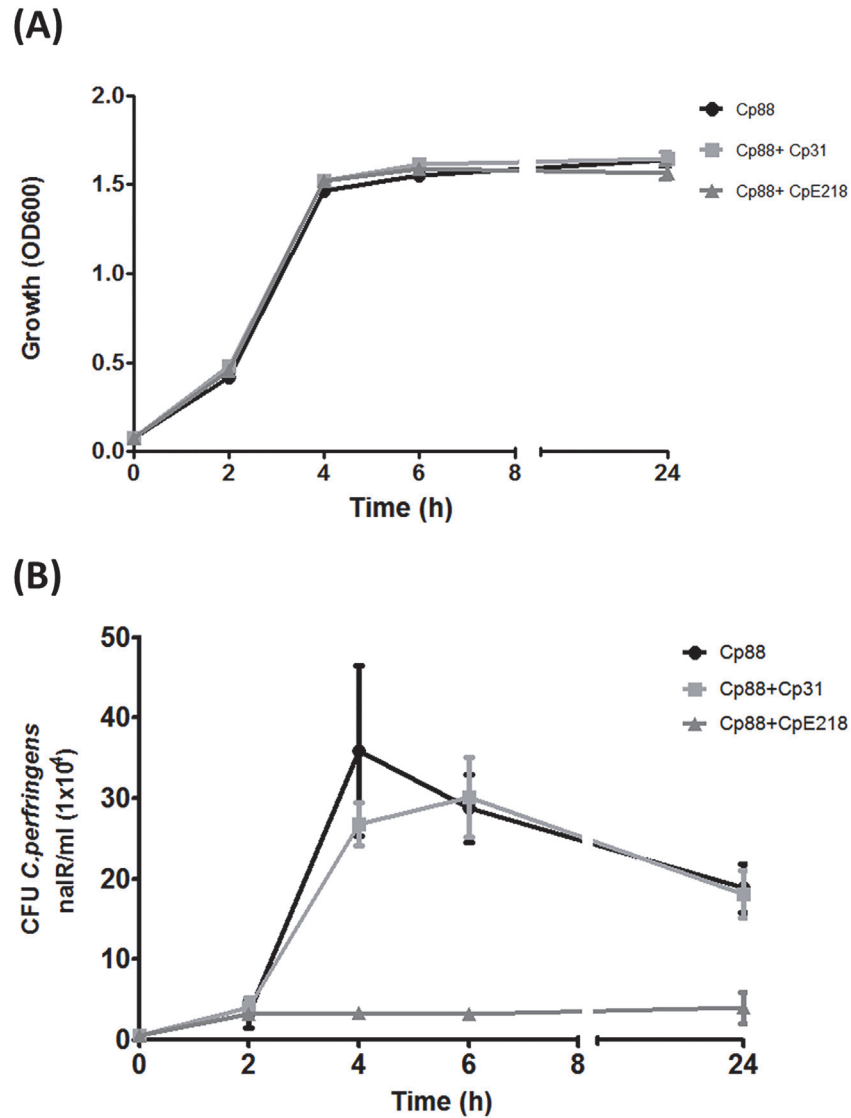 (A)
2.0
1.5
1.0
0.5
0.0
Growth (OD600)
0 2 4 6 8 24
Time (h)
Cp88
Cp88+ Cp31
Cp88+ CpE218
(B)
50
40
30
20
10
0
CFU C.perfringens
nalR/ml (1x10⁴)
0 2 4 6 8 24
Time (h)
Cp88
Cp88+Cp31
Cp88+CpE218